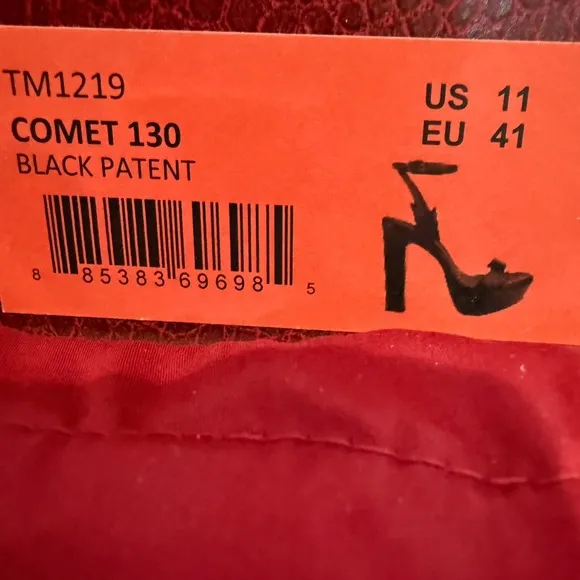 TM1219
COMET 130
BLACK PATENT
8 85383 69698 5
US 11
EU 41